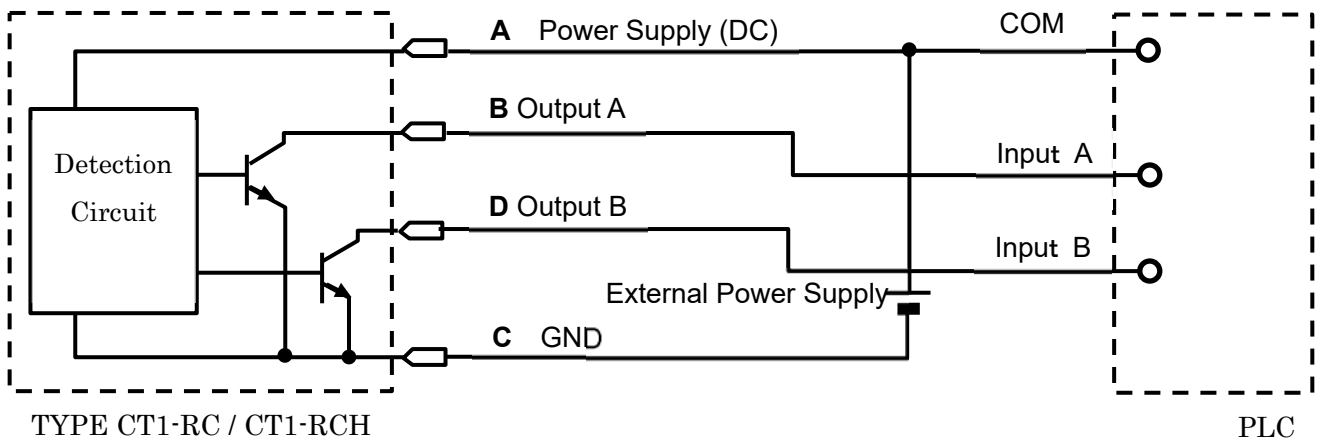 A Power Supply (DC)
COM
B Output A
Detection
Circuit
Input A
D Output B
Input B
External Power Supply
C GND
TYPE CT1-RC / CT1-RCH
PLC